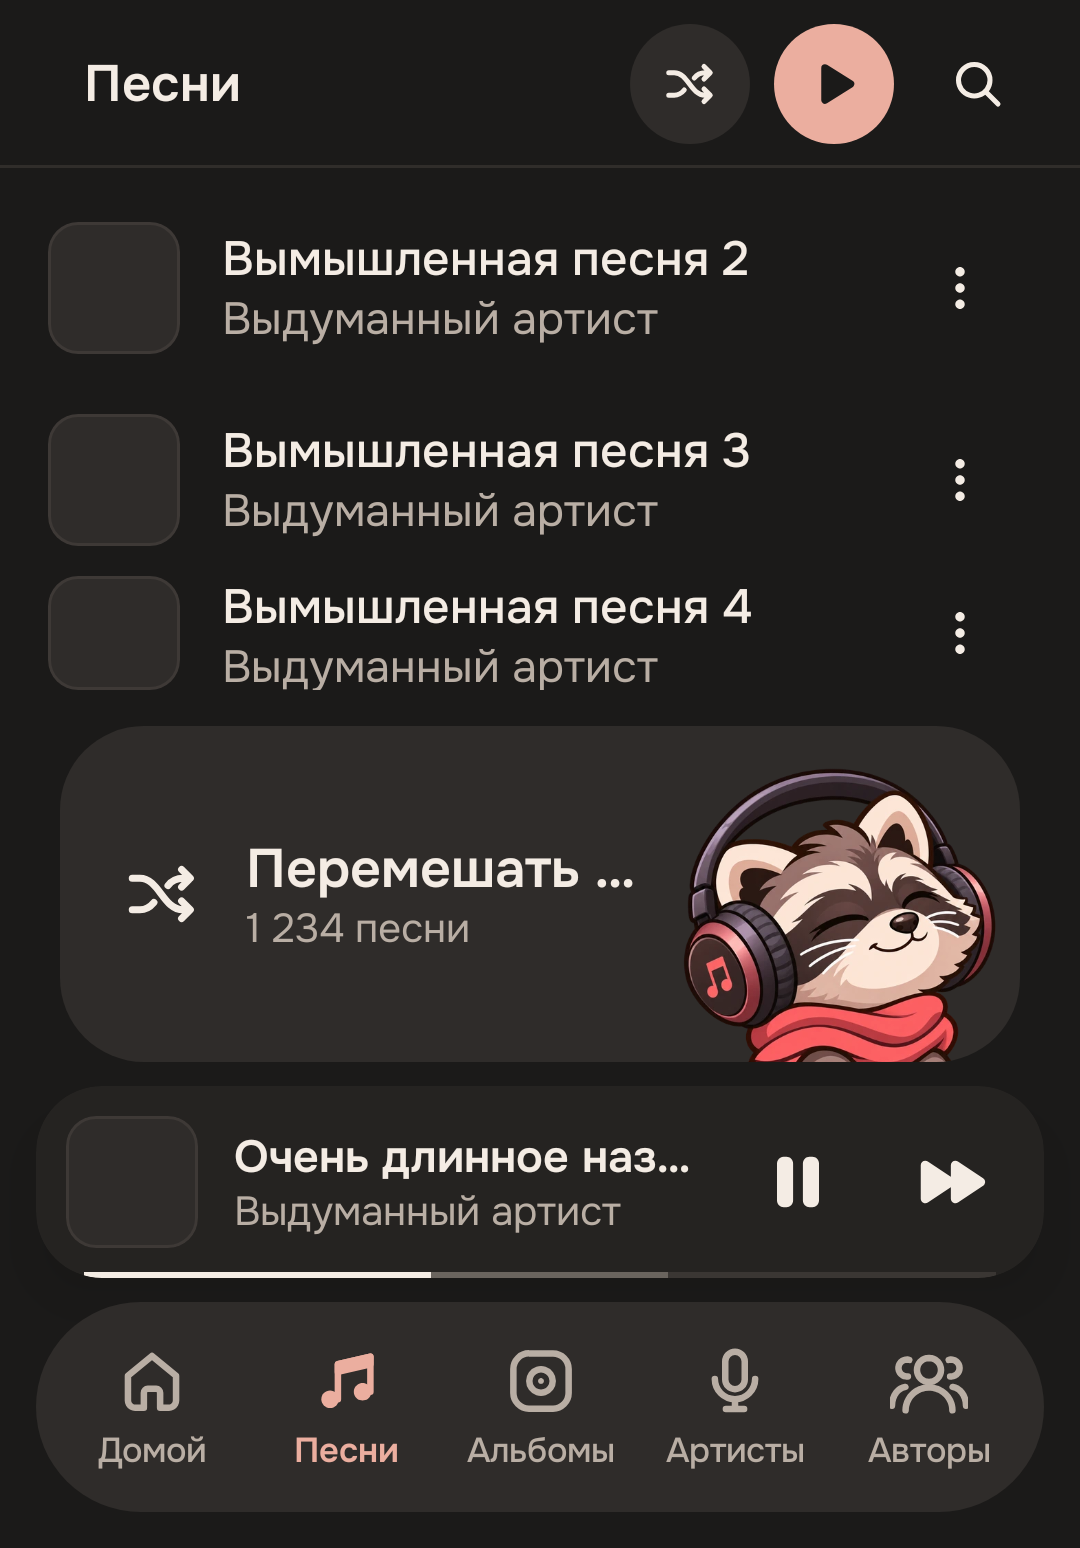 Песни
Вымышленная песня 2
Выдуманный артист
Вымышленная песня 3
Выдуманный артист
Вымышленная песня 4
Выдуманный артист
Перемешать ...
1 234 песни
Очень длинное наз...
Выдуманный артист
Домой
Песни
Альбомы
Артисты
Авторы